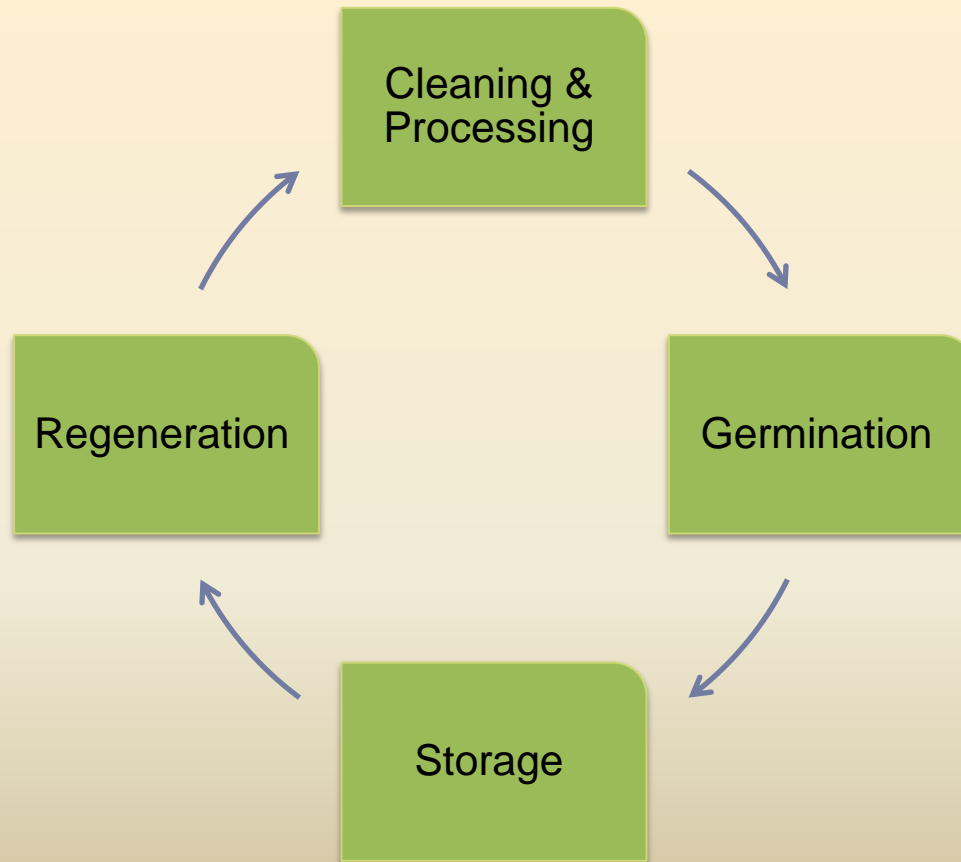 Cleaning &
Processing
Regeneration
Germination
Storage